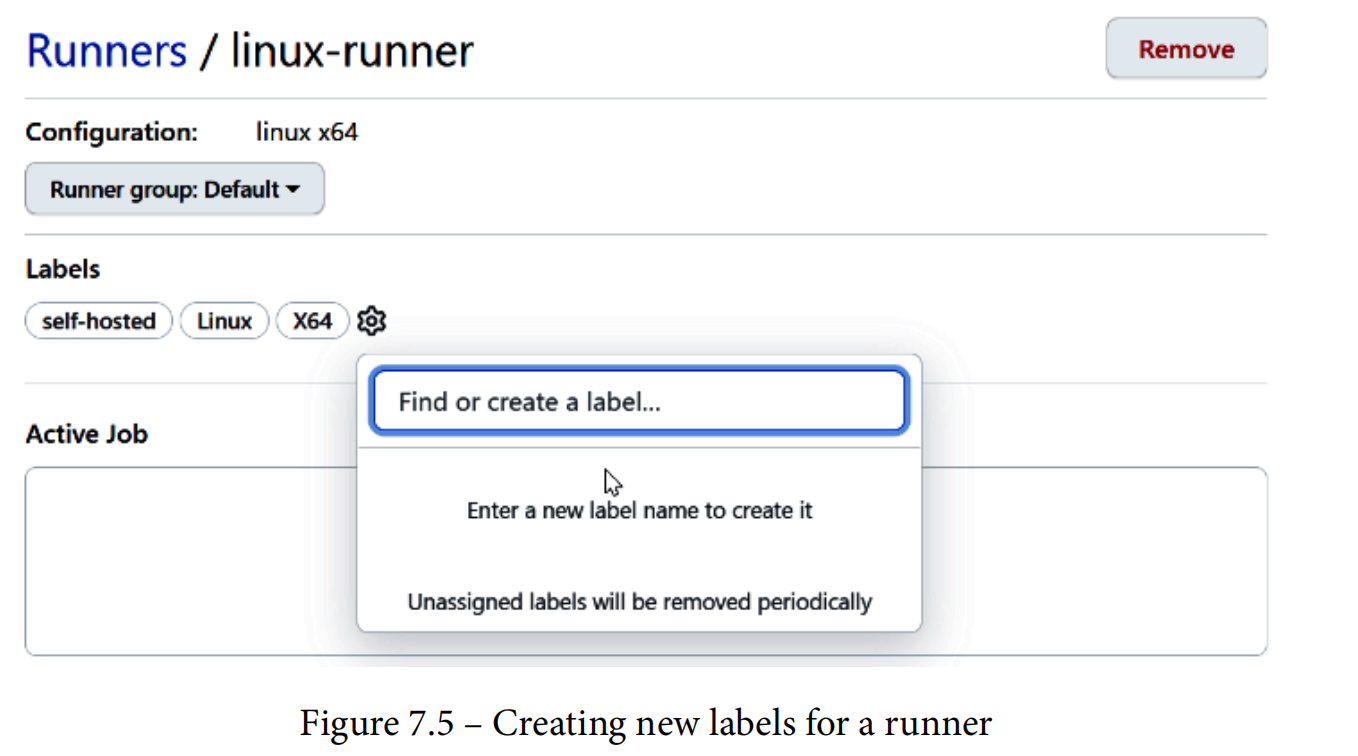 Runners / linux-runner
Remove
Configuration: linux x64
Runner group: Default
Labels
self-hosted Linux X64
Find or create a label...
Active Job
Enter a new label name to create it
Unassigned labels will be removed periodically
Figure 7.5 – Creating new labels for a runner